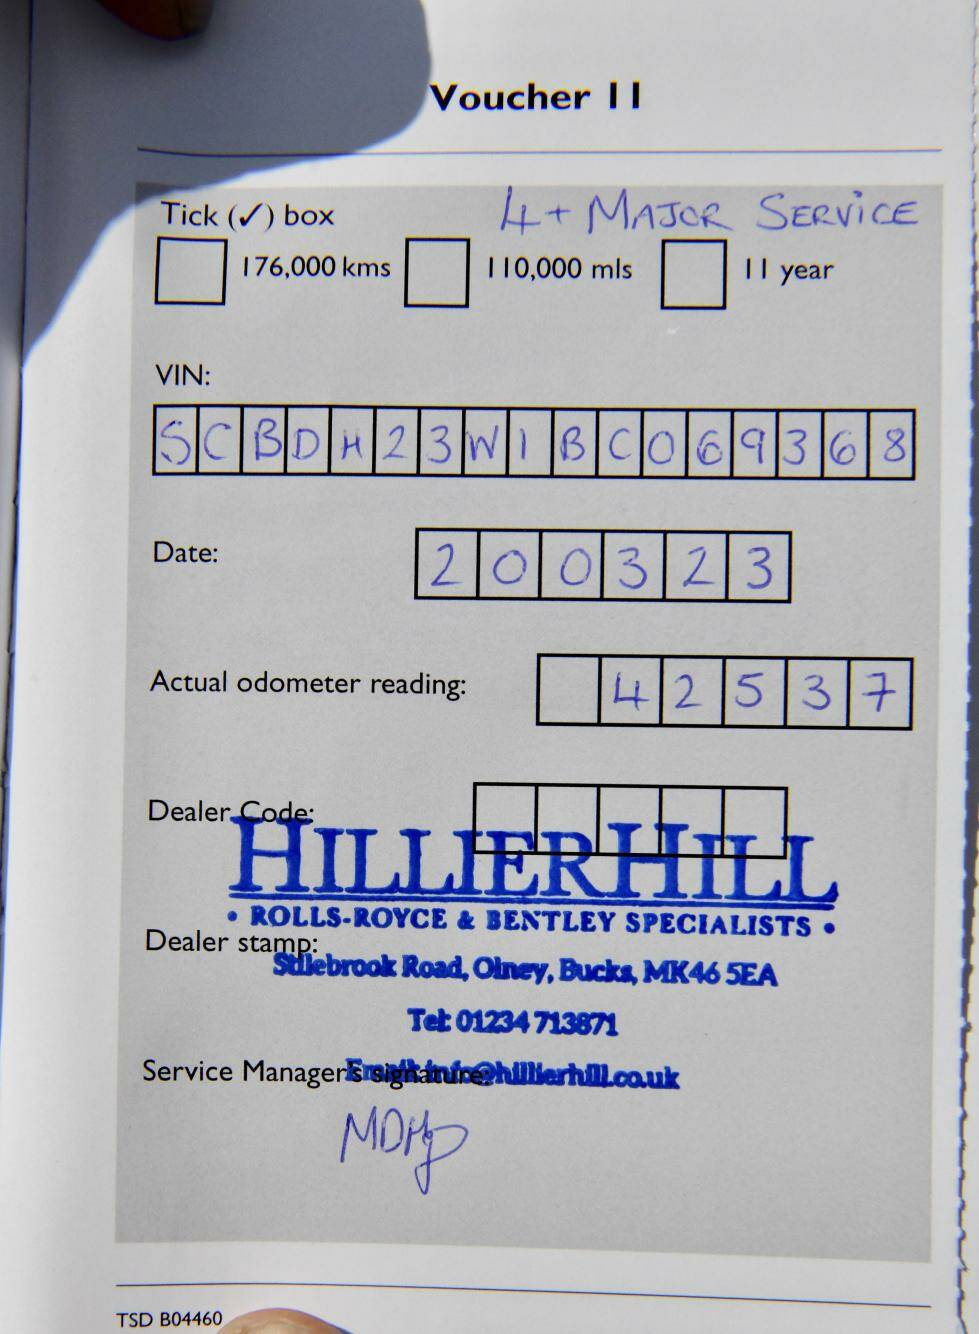 Voucher 11
Tick (✓) box
4+ MAJOR SERVICE
176,000 kms 110,000 mls 11 year
VIN:
SCBDH23W1BC069368
Date: 200323
Actual odometer reading: 42537
Dealer Code:
HILLIERHILL
• ROLLS-ROYCE & BENTLEY SPECIALISTS •
Dealer stamp:
Stilebrook Road, Olney, Bucks, MK46 5EA
Tel: 01234 713871
Service Manager's signature:
Email: info@hillierhill.co.uk
TSD B04460